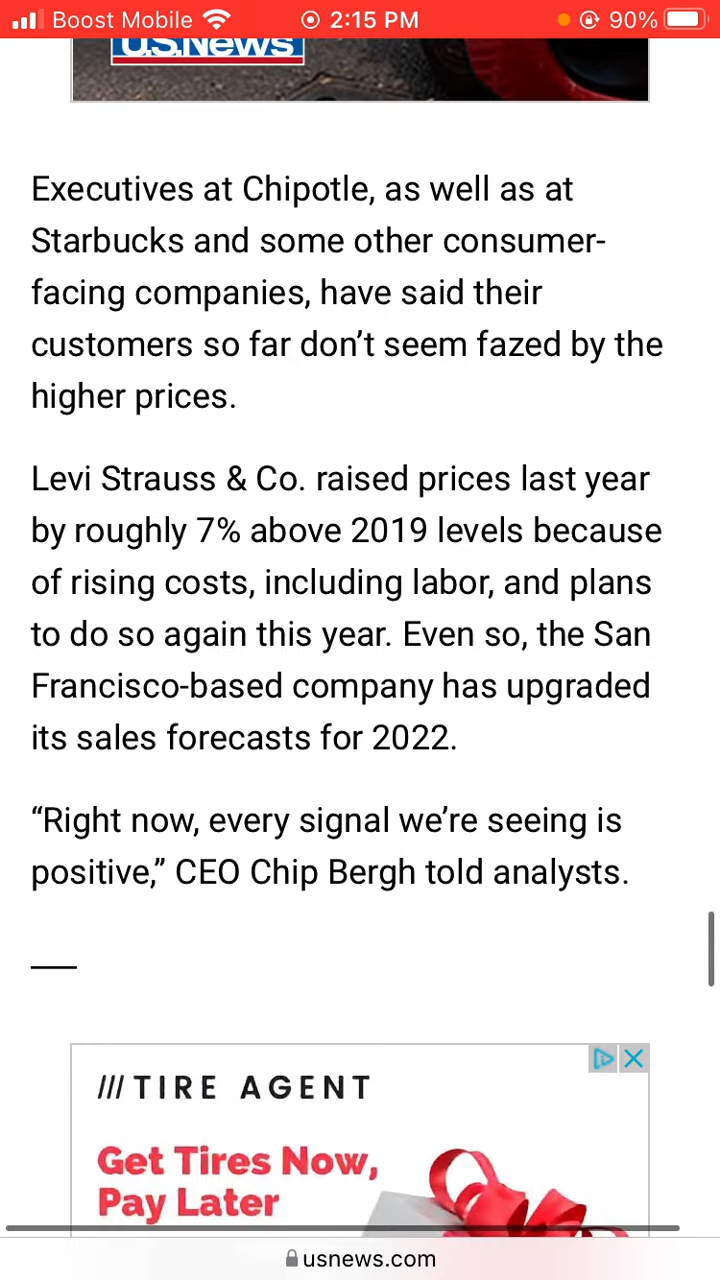 Boost Mobile 2:15 PM 90%
U.S.News
Executives at Chipotle, as well as at
Starbucks and some other consumer-
facing companies, have said their
customers so far don’t seem fazed by the
higher prices.
Levi Strauss & Co. raised prices last year
by roughly 7% above 2019 levels because
of rising costs, including labor, and plans
to do so again this year. Even so, the San
Francisco-based company has upgraded
its sales forecasts for 2022.
“Right now, every signal we’re seeing is
positive,” CEO Chip Bergh told analysts.
/// TIRE AGENT
Get Tires Now,
Pay Later
usnews.com